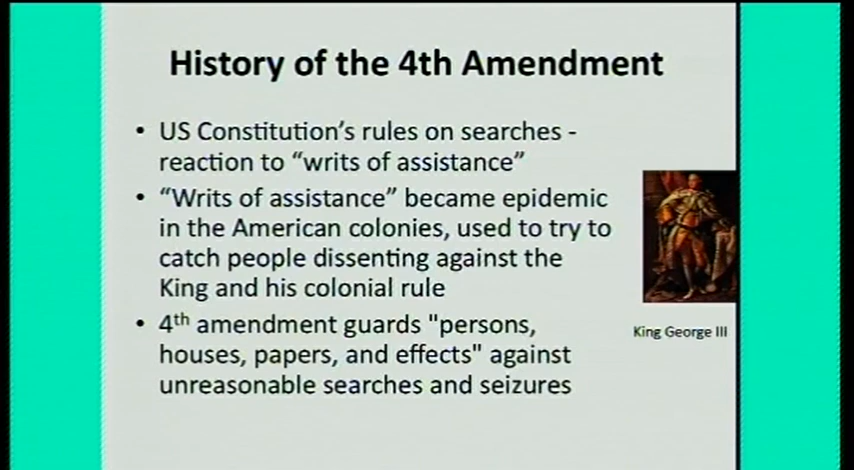 History of the 4th Amendment
• US Constitution’s rules on searches -
reaction to “writs of assistance”
• “Writs of assistance” became epidemic
in the American colonies, used to try to
catch people dissenting against the
King and his colonial rule
• 4th amendment guards "persons,
houses, papers, and effects" against
unreasonable searches and seizures
King George III